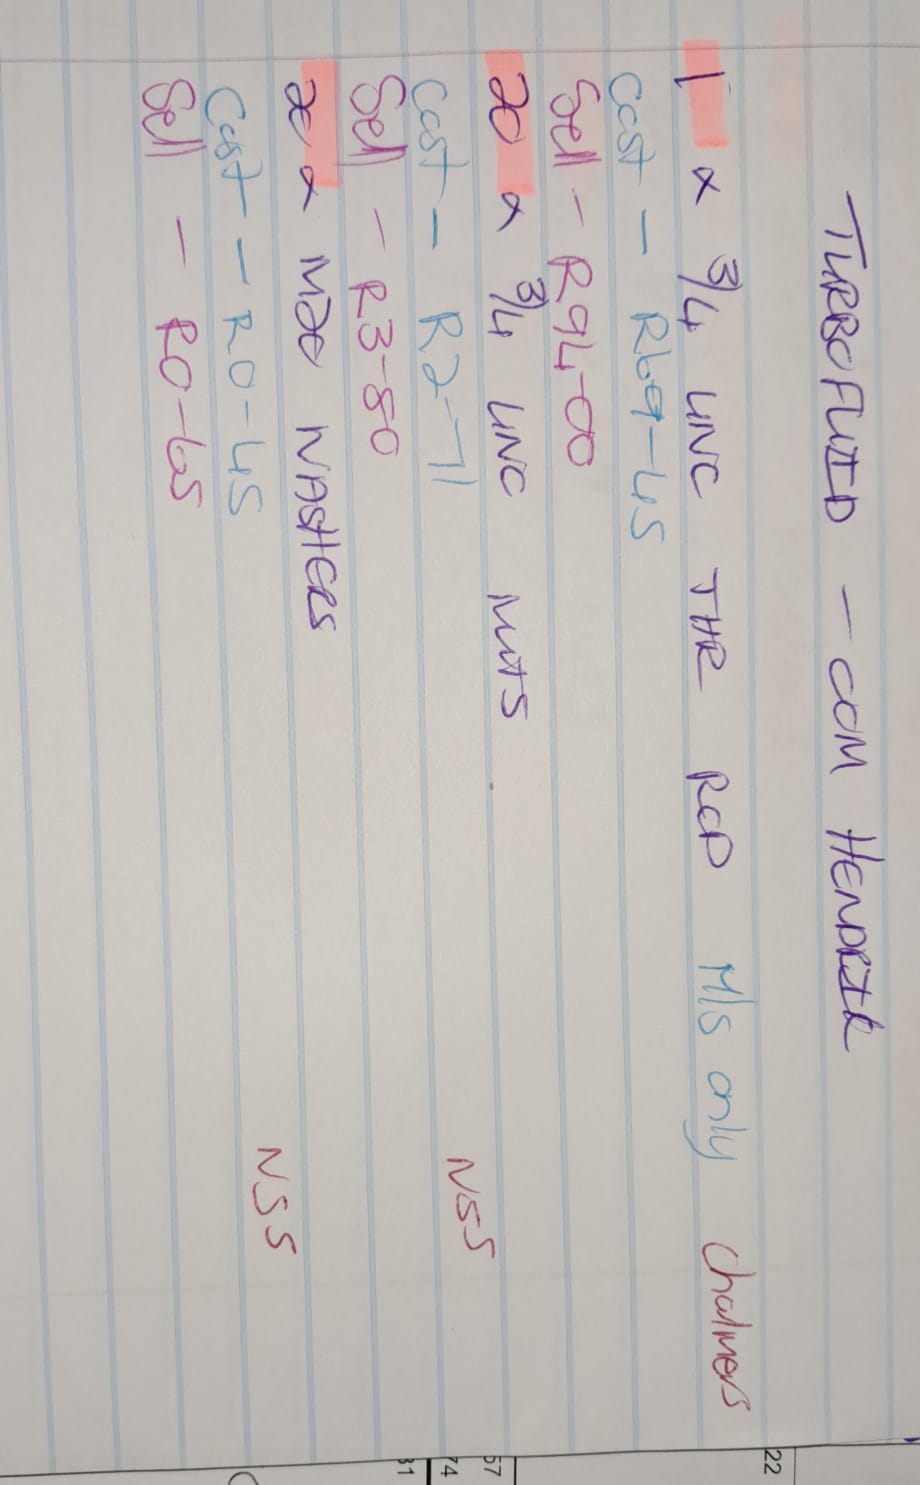 TURBOFLUID - COM HENDRIK
1 x 3/4 UNC THR ROD M/S only Chalmers
Cost - R69-45
Sell - R94-00
20 x 3/4 UNC NUTS
Cost - R2-71 NSS
Sell - R3-80
20 x M20 WASHERS
Cost - R0-45 NSS
Sell - R0-65
22
57
74
31